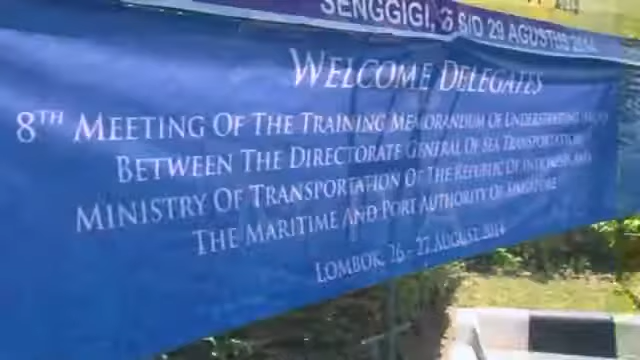 SENGGIGI, S/D 29 AGUSTUS 2014
WELCOME DELEGATES
8TH MEETING OF THE TRAINING MEMORANDUM OF UNDERSTANDING
BETWEEN THE DIRECTORATE GENERAL OF SEA TRANSPORTATION
MINISTRY OF TRANSPORTATION OF THE REPUBLIC OF INDONESIA
THE MARITIME AND PORT AUTHORITY OF SINGAPORE
LOMBOK, 26 - 27 AUGUST 2014